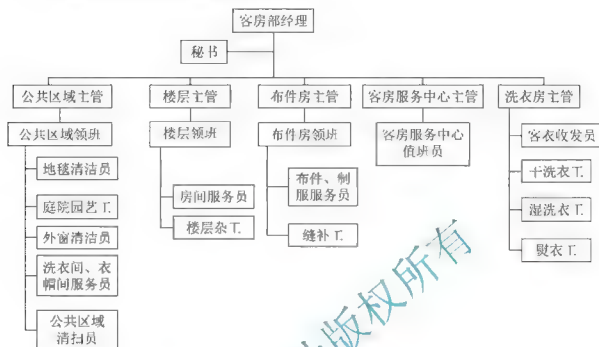 客房部经理
秘书
公共区域主管
楼层主管
布件房主管
客房服务中心主管
洗衣房主管
公共区域领班
楼层领班
布件房领班
客房服务中心
值班员
客衣收发员
地毯清洁员
干洗衣工
房间服务员
布件、制
服服务员
庭院园艺工
湿洗衣工
外窗清洁员
楼层杂工
缝补工
熨衣工
洗衣间、衣
帽间服务员
公共区域
清扫员
版权所有